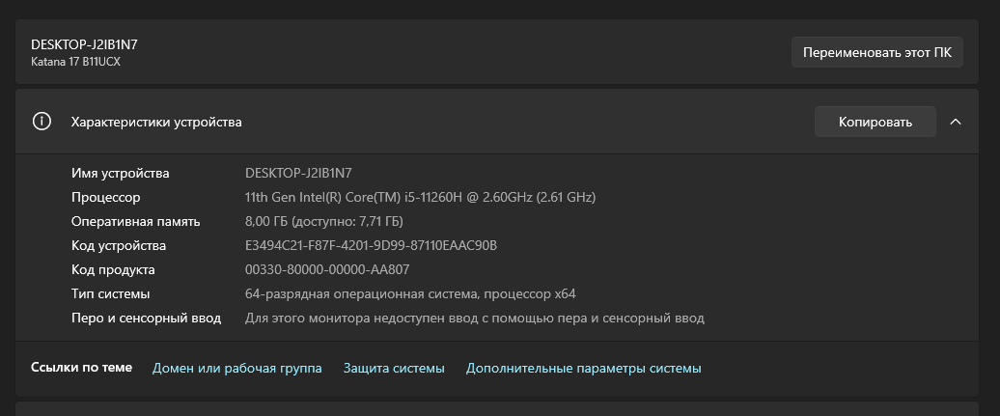 DESKTOP-J2IB1N7
Katana 17 B11UCX
Переименовать этот ПК
Характеристики устройства
Копировать
Имя устройства DESKTOP-J2IB1N7
Процессор 11th Gen Intel(R) Core(TM) i5-11260H @ 2.60GHz (2.61 GHz)
Оперативная память 8,00 ГБ (доступно: 7,71 ГБ)
Код устройства E3494C21-F87F-4201-9D99-87110EAAC90B
Код продукта 00330-80000-00000-AA807
Тип системы 64-разрядная операционная система, процессор x64
Перо и сенсорный ввод Для этого монитора недоступен ввод с помощью пера и сенсорный ввод
Ссылки по теме Домен или рабочая группа Защита системы Дополнительные параметры системы